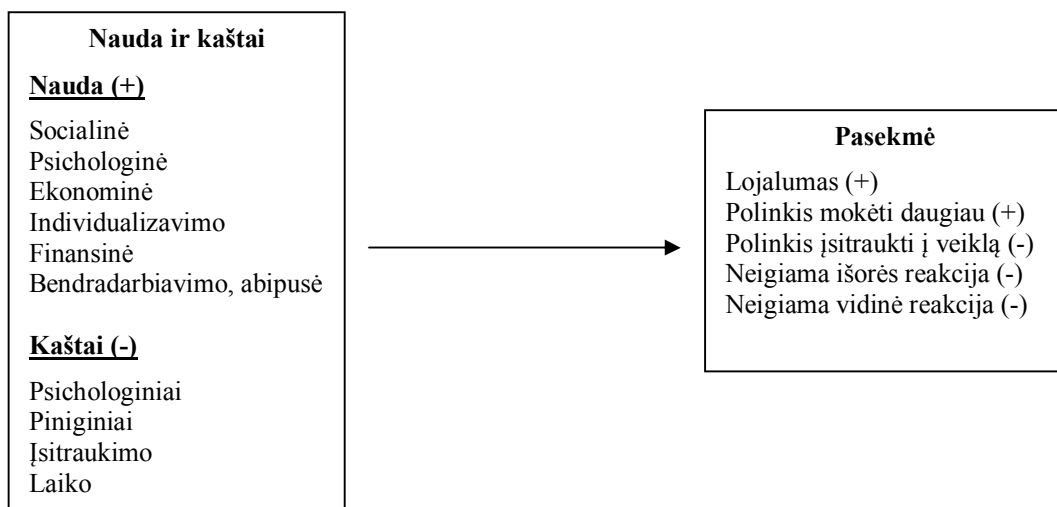 Nauda ir kaštai
Nauda (+)
Socialinė
Psichologinė
Ekonominė
Individualizavimo
Finansinė
Bendradarbiavimo, abipusė
Kaštai (-)
Psichologiniai
Piniginiai
Įsitraukimo
Laiko
Pasekmė
Lojalumas (+)
Polinkis mokėti daugiau (+)
Polinkis įsitraukti į veiklą (-)
Neigiama išorės reakcija (-)
Neigiama vidinė reakcija (-)